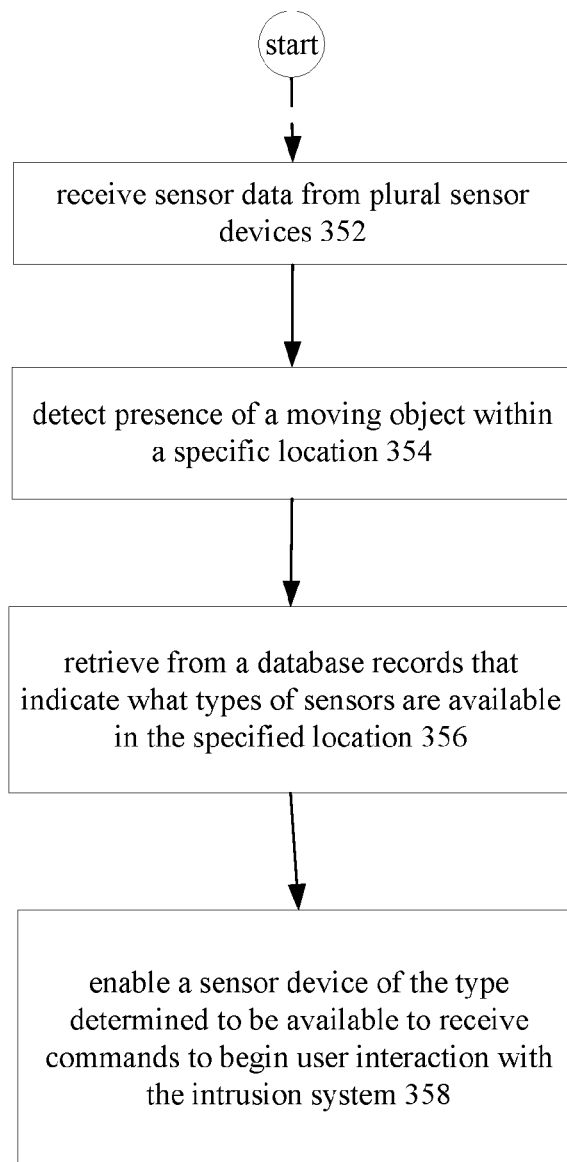 start
receive sensor data from plural sensor
devices 352
detect presence of a moving object within
a specific location 354
retrieve from a database records that
indicate what types of sensors are available
in the specified location 356
enable a sensor device of the type
determined to be available to receive
commands to begin user interaction with
the intrusion system 358